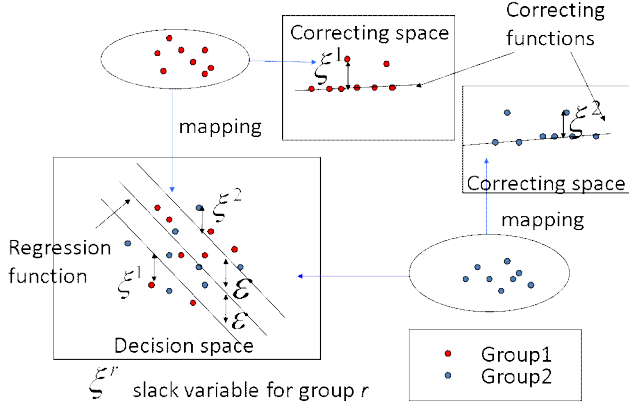 Correcting
functions
Correcting space
ξ¹
mapping
ξ²
Correcting space
mapping
ξ²
Regression
function
ξ¹
ε
ε
Decision space
Group1
Group2
ξʳ slack variable for group r